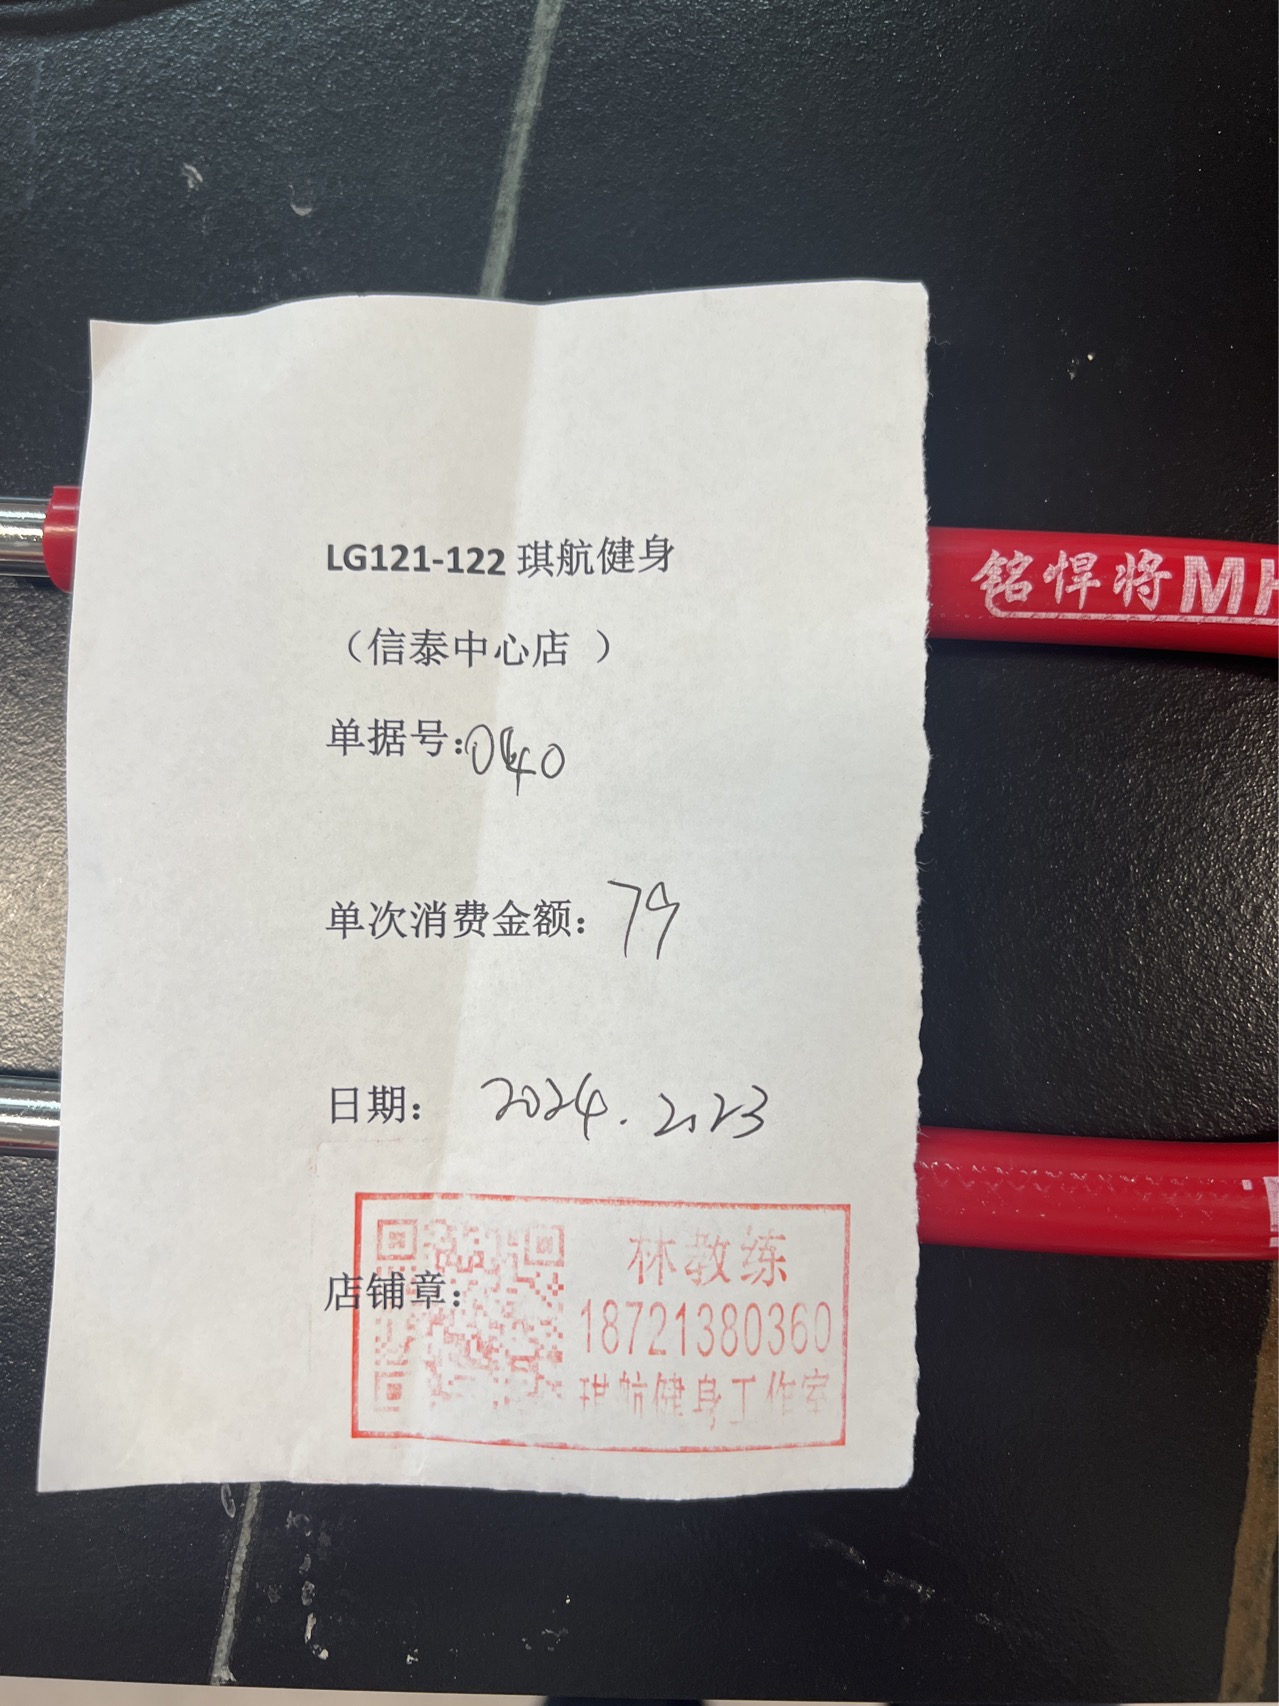 LG121-122 琪航健身
（信泰中心店 ）
单据号:040
单次消费金额：79
日期： 2024.2.23
店铺章：
林教练
18721380360
琪航健身工作室
铭悍将MH